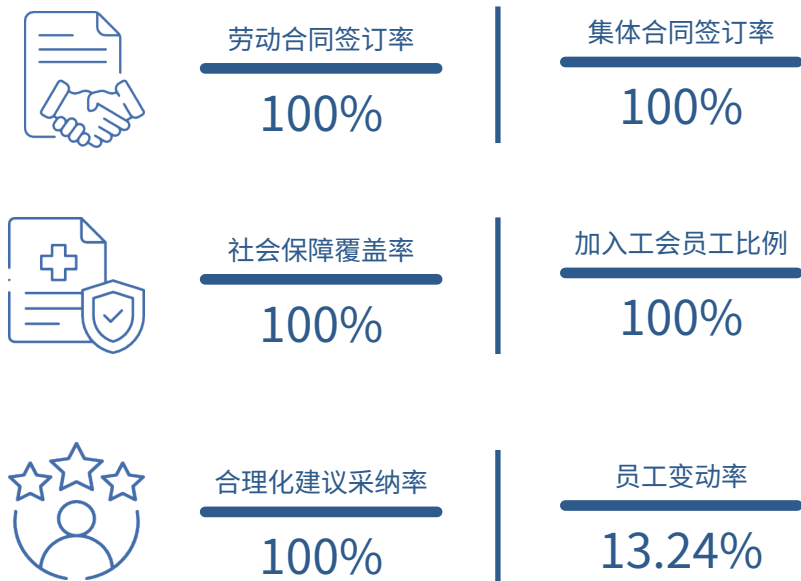 劳动合同签订率
100%
集体合同签订率
100%
社会保障覆盖率
100%
加入工会员工比例
100%
合理化建议采纳率
100%
员工变动率
13.24%